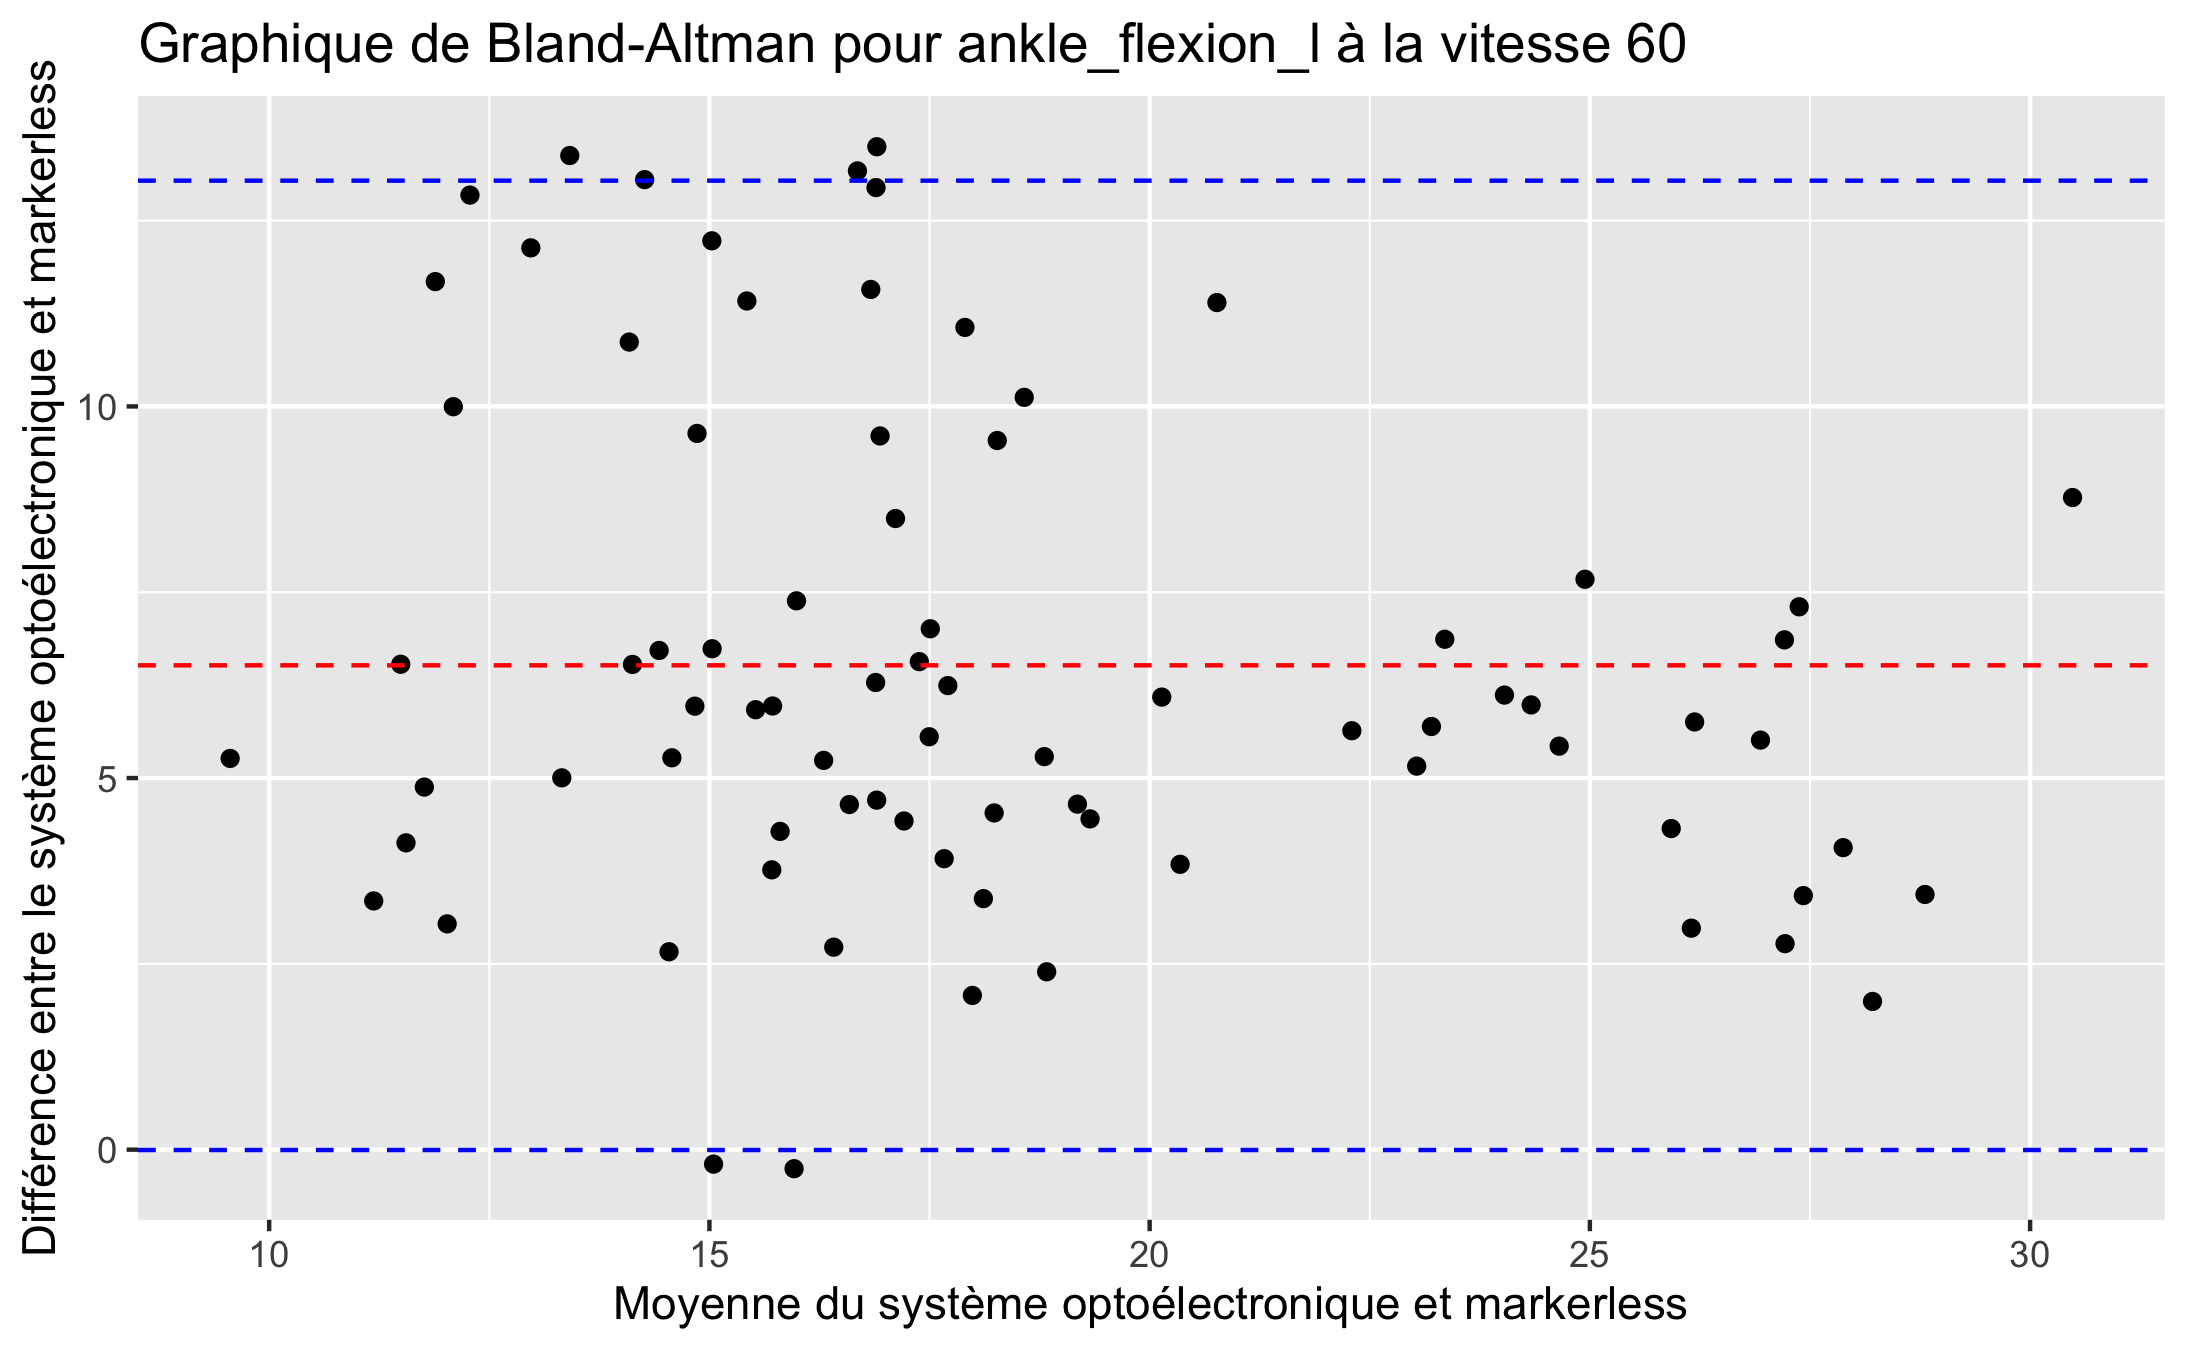 Graphique de Bland-Altman pour ankle_flexion_l à la vitesse 60
Différence entre le système optoélectronique et markerless
10
5
0
10
15
20
25
30
Moyenne du système optoélectronique et markerless